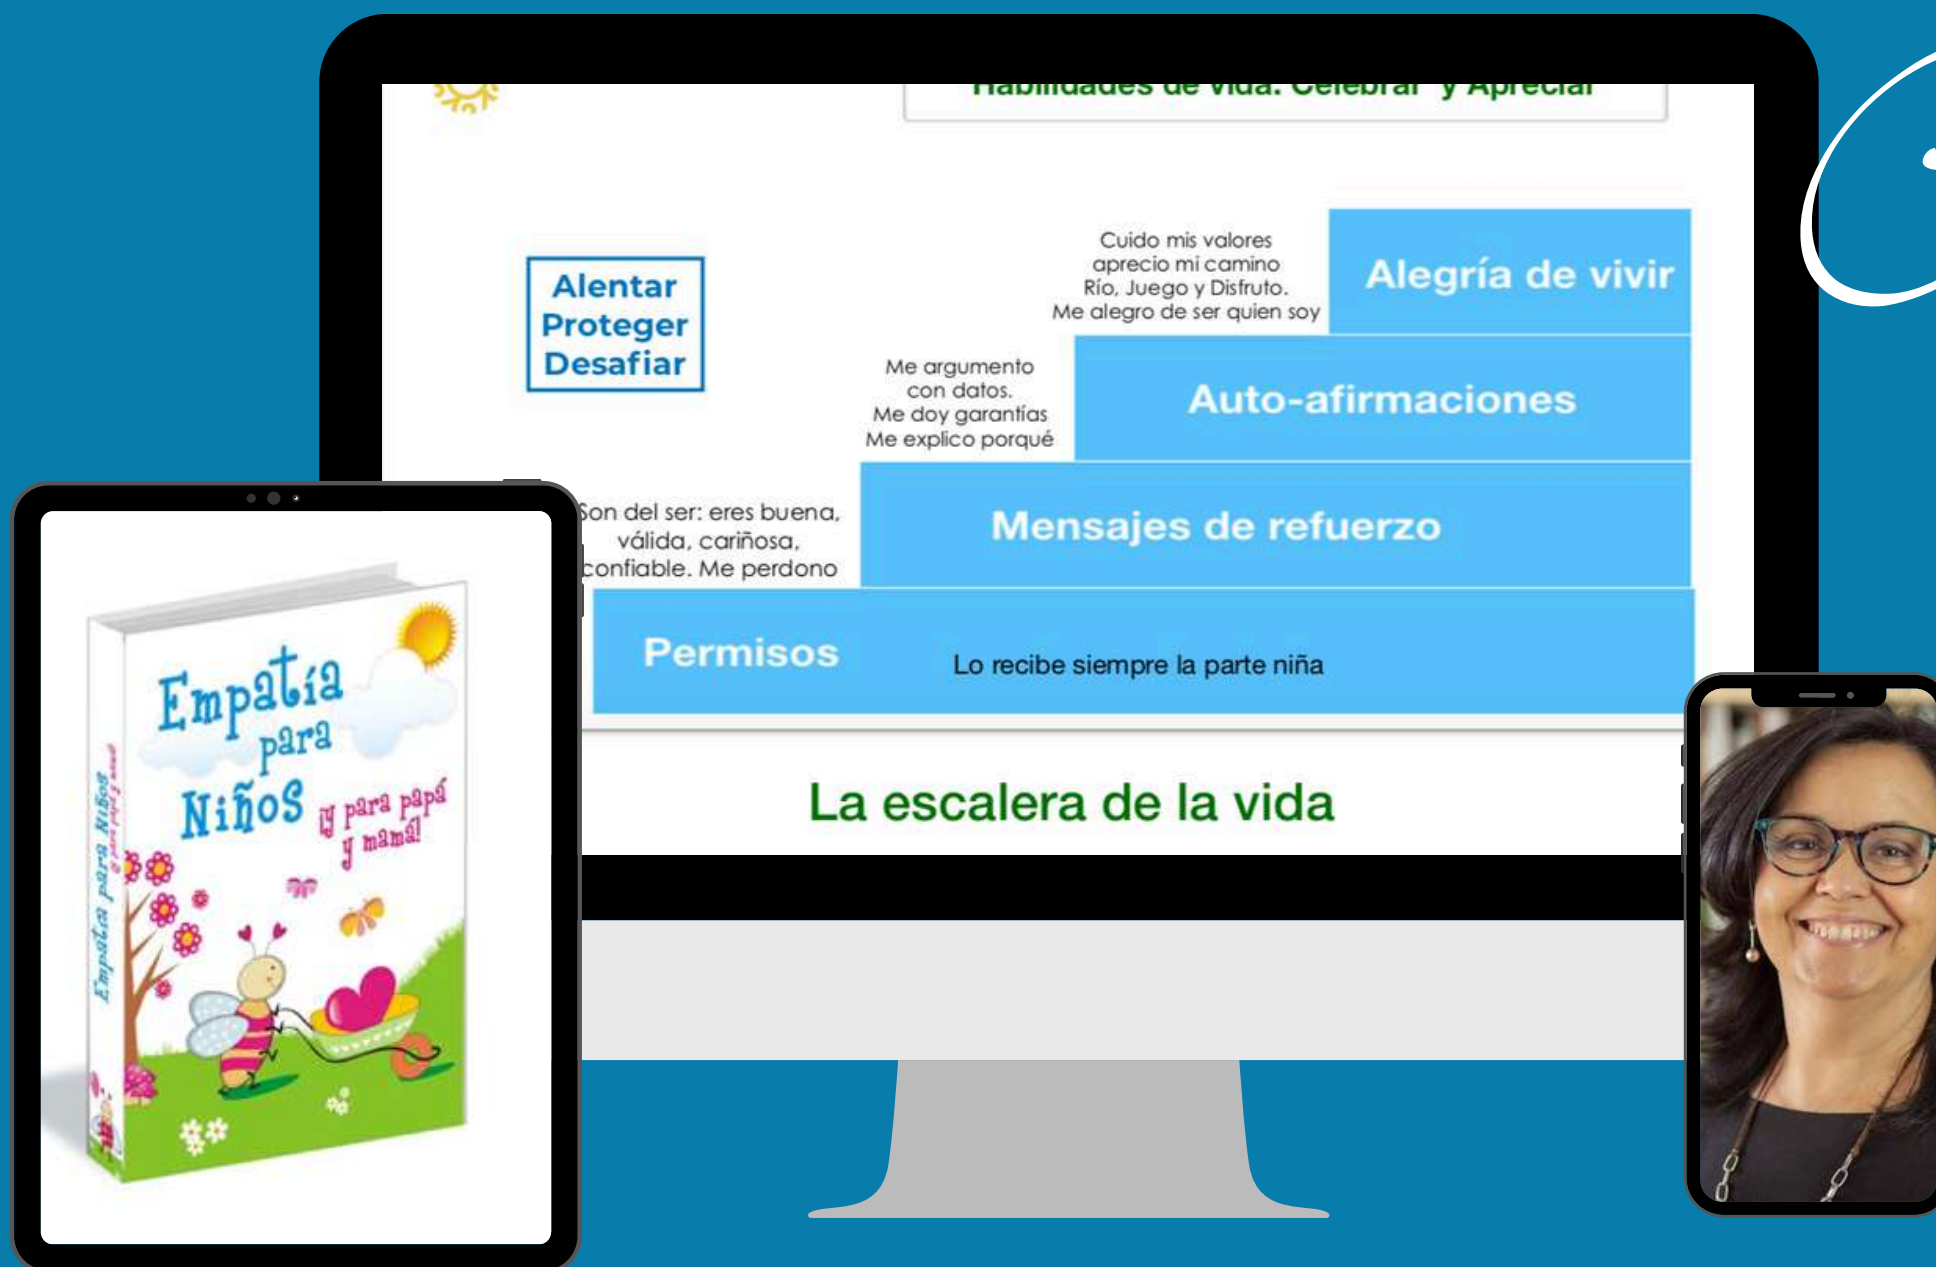 Habilidades de vida: Celebrar y Apreciar
Alentar
Proteger
Desafiar
Cuido mis valores
aprecio mi camino
Río, Juego y Disfruto.
Me alegro de ser quien soy
Alegría de vivir
Me argumento
con datos.
Me doy garantías
Me explico porqué
Auto-afirmaciones
Son del ser: eres buena,
válida, cariñosa,
confiable. Me perdono
Mensajes de refuerzo
Permisos
Lo recibe siempre la parte niña
La escalera de la vida
Empatía
para
Niños
¡y para papá
y mamá!
Empatía para Niños
¡y para papá y mamá!